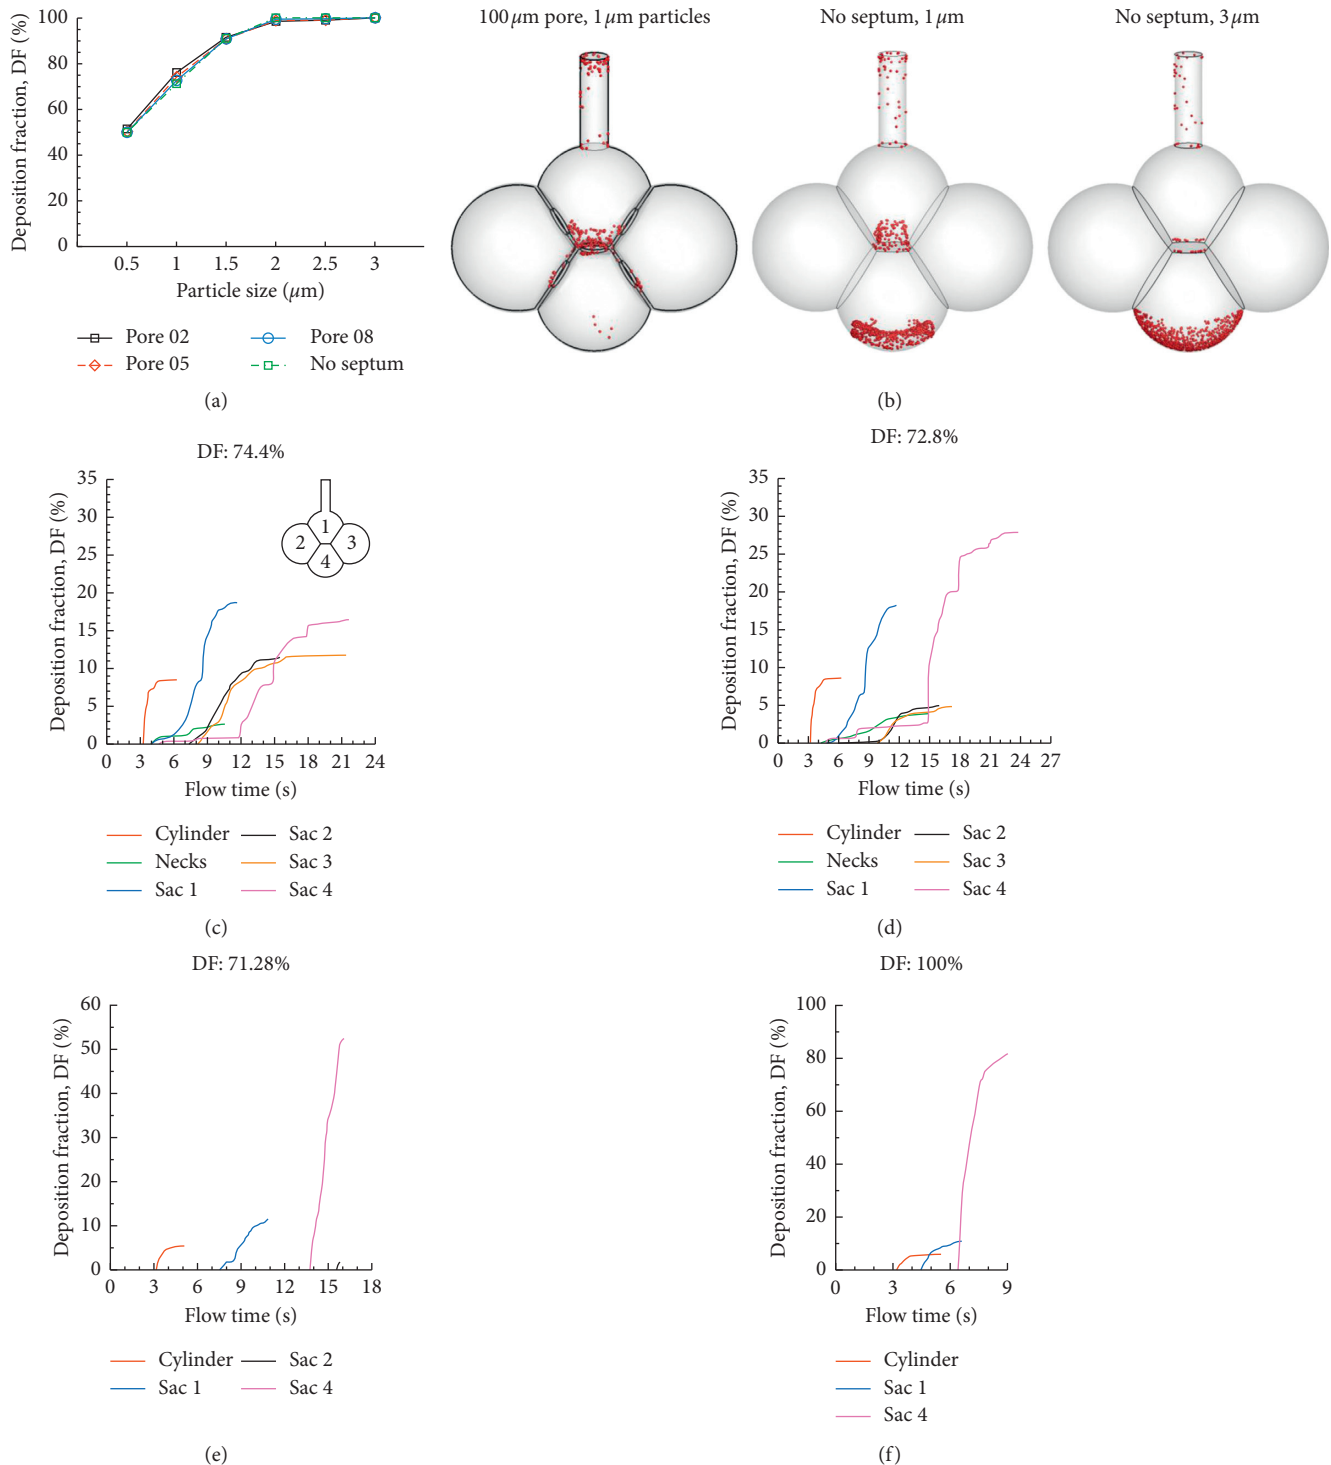 100
80
60
40
20
0
Deposition fraction, DF (%)
0.5 1 1.5 2 2.5 3
Particle size (μm)
Pore 02
Pore 05
Pore 08
No septum
(a)
100 μm pore, 1 μm particles
No septum, 1 μm
No septum, 3 μm
(b)
DF: 74.4%
35
30
25
20
15
10
5
0
Deposition fraction, DF (%)
1
2
3
4
0 3 6 9 12 15 18 21 24
Flow time (s)
Cylinder
Necks
Sac 1
Sac 2
Sac 3
Sac 4
(c)
DF: 72.8%
35
30
25
20
15
10
5
0
Deposition fraction, DF (%)
0 3 6 9 12 15 18 21 24 27
Flow time (s)
Cylinder
Necks
Sac 1
Sac 2
Sac 3
Sac 4
(d)
DF: 71.28%
60
50
40
30
20
10
0
Deposition fraction, DF (%)
0 3 6 9 12 15 18
Flow time (s)
Cylinder
Sac 1
Sac 2
Sac 4
(e)
DF: 100%
100
80
60
40
20
0
Deposition fraction, DF (%)
0 3 6 9
Flow time (s)
Cylinder
Sac 1
Sac 4
(f)